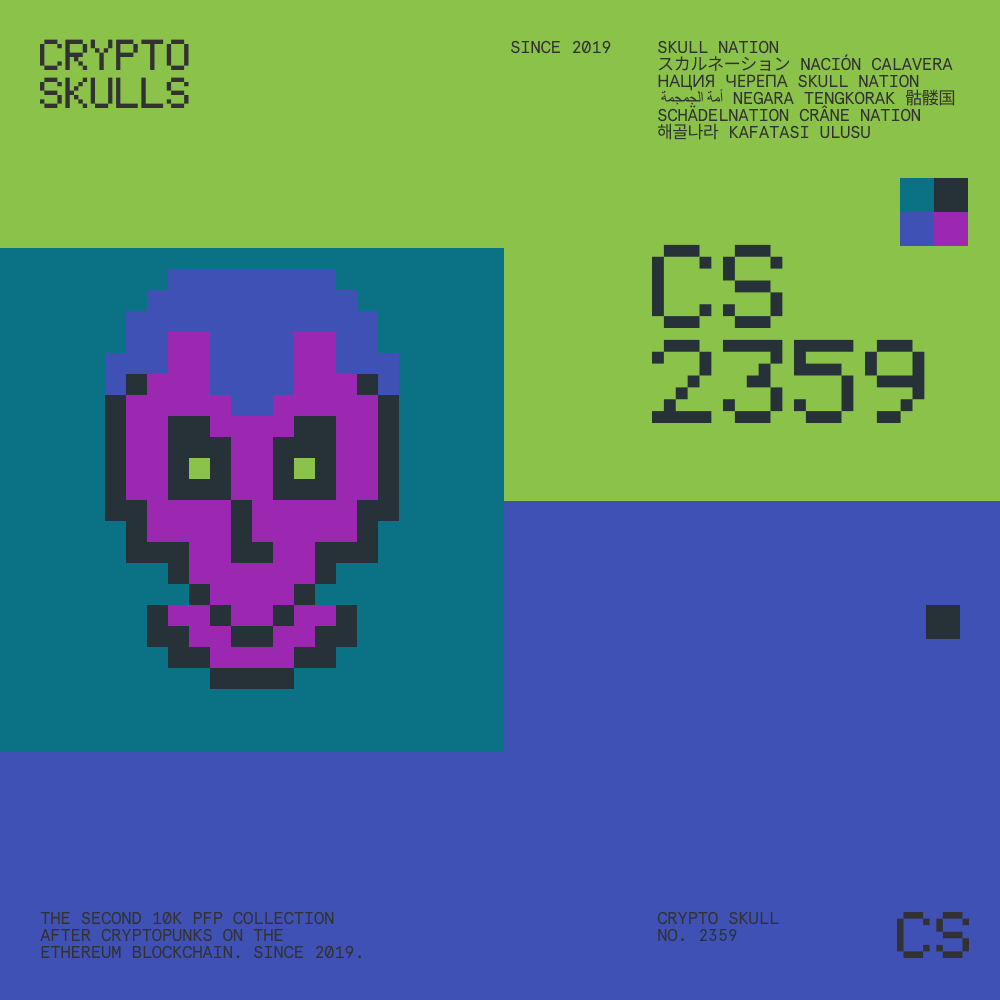 CRYPTO
SKULLS
SINCE 2019
SKULL NATION
スカルネーション NACIÓN CALAVERA
НАЦИЯ ЧЕРЕПА SKULL NATION
أمة الجمجمة NEGARA TENGKORAK 骷髅国
SCHÄDELNATION CRÂNE NATION
해골나라 KAFATASI ULUSU
CS
2359
THE SECOND 10K PFP COLLECTION
AFTER CRYPTOPUNKS ON THE
ETHEREUM BLOCKCHAIN. SINCE 2019.
CRYPTO SKULL
NO. 2359
CS